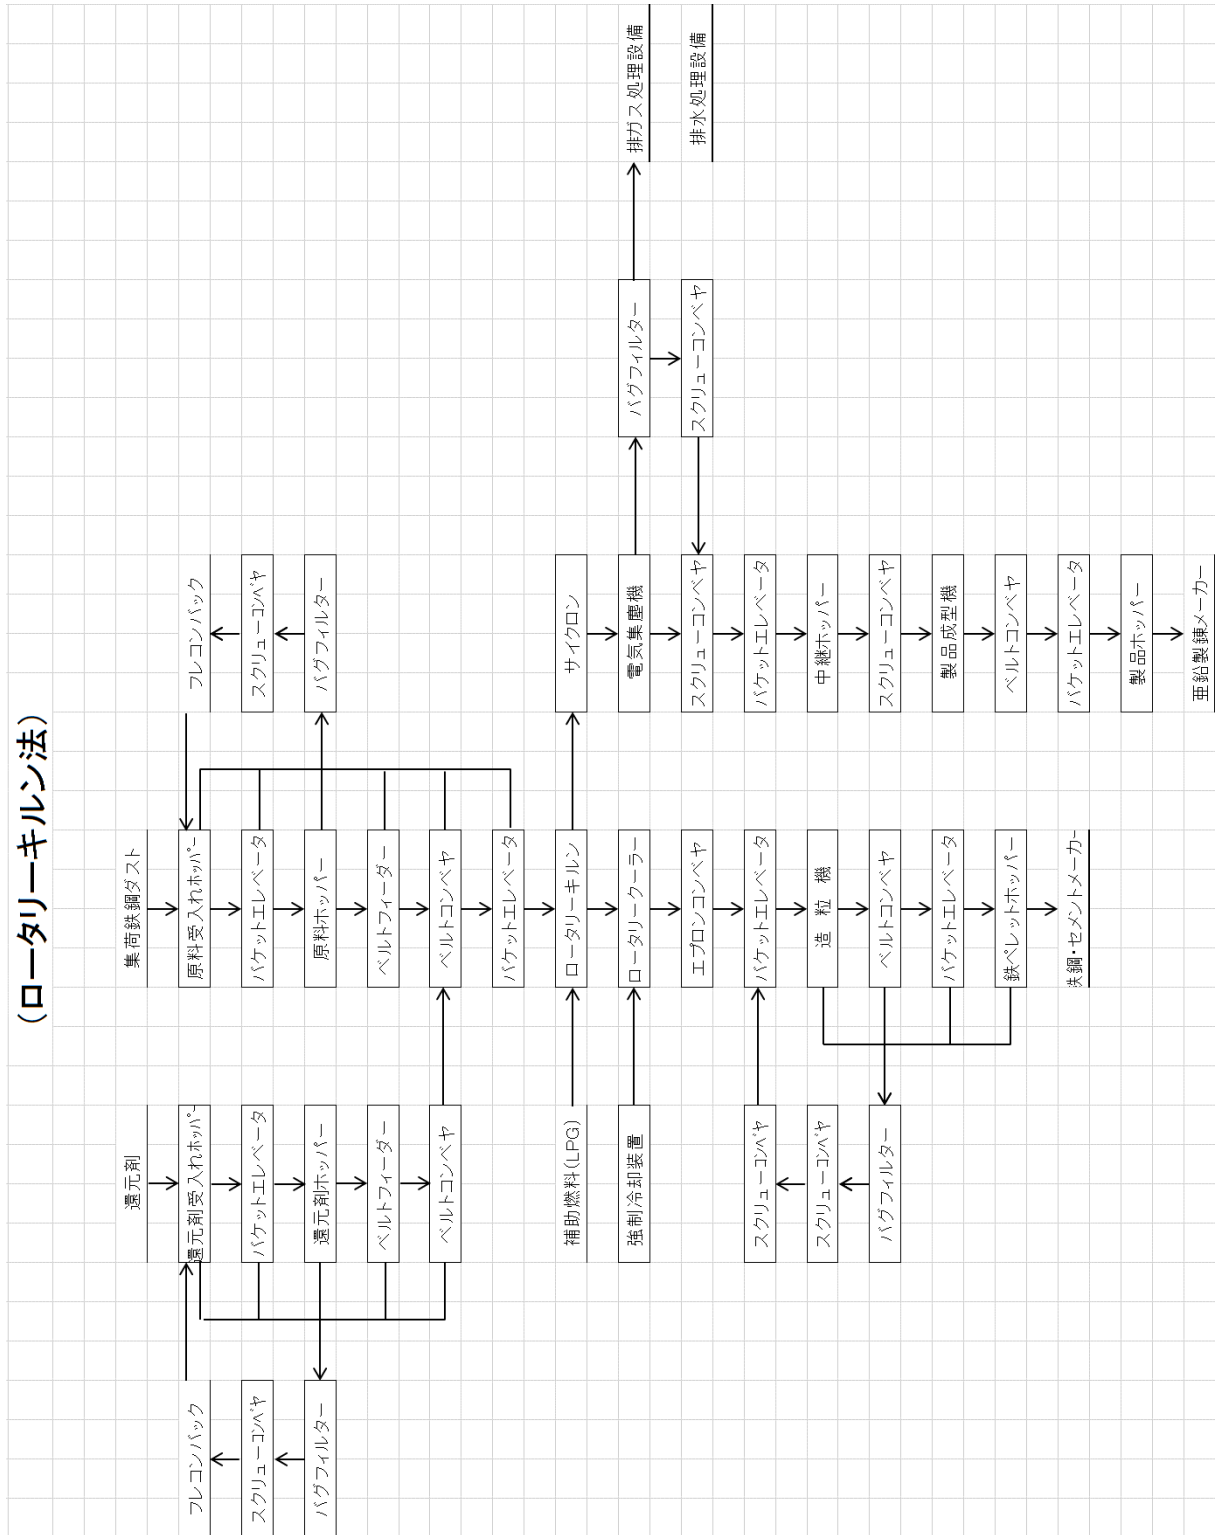 (ロータリーキルン法)
還元剤
還元剤受入れホッパー
バケットエレベータ
還元剤ホッパー
ベルトフィーダー
ベルトコンベヤ
フレコンバック
スクリューコンベヤ
バグフィルター
集荷鉄鋼ダスト
原料受入れホッパー
バケットエレベータ
原料ホッパー
ベルトフィーダー
ベルトコンベヤ
バケットエレベータ
ロータリーキルン
ロータリークーラー
エプロンコンベヤ
バケットエレベータ
造 粒 機
ベルトコンベヤ
バケットエレベータ
鉄ペレットホッパー
鉄鋼・セメントメーカー
補助燃料(LPG)
強制冷却装置
スクリューコンベヤ
スクリューコンベヤ
バグフィルター
フレコンバック
スクリューコンベヤ
バグフィルター
サイクロン
電気集塵機
スクリューコンベヤ
バケットエレベータ
中継ホッパー
スクリューコンベヤ
製品成型機
ベルトコンベヤ
バケットエレベータ
製品ホッパー
亜鉛製錬メーカー
バグフィルター
スクリューコンベヤ
排ガス処理設備
排水処理設備